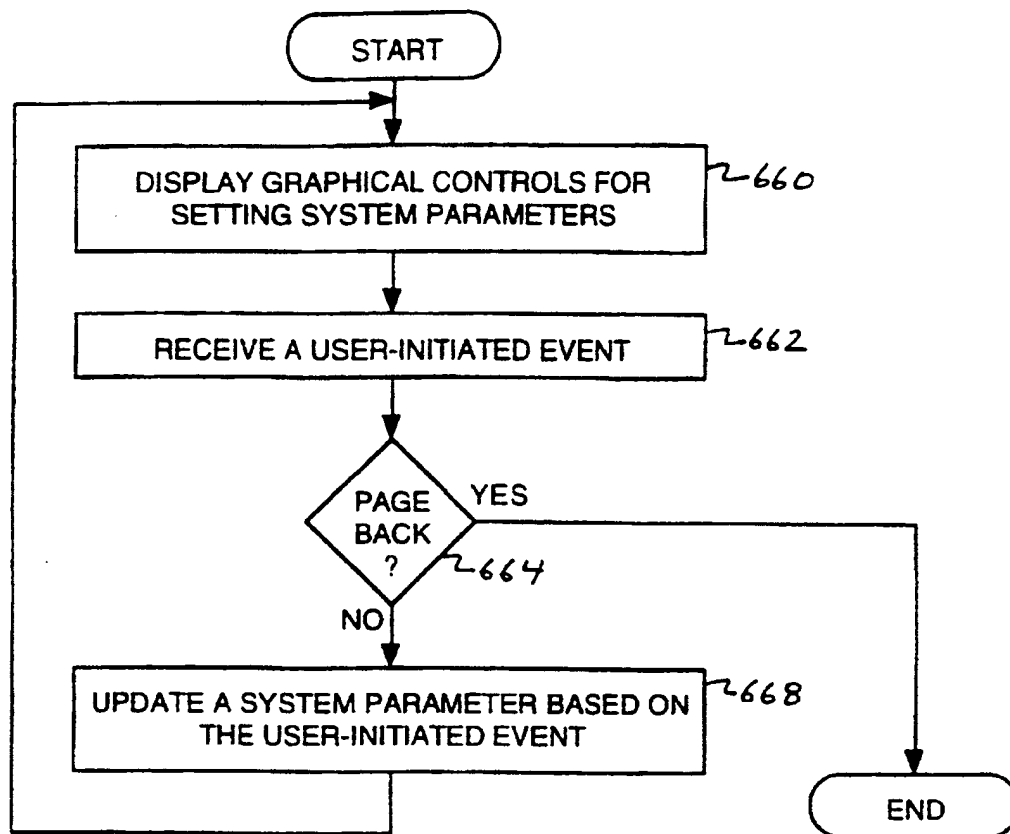 START
DISPLAY GRAPHICAL CONTROLS FOR
SETTING SYSTEM PARAMETERS
660
RECEIVE A USER-INITIATED EVENT
662
PAGE
BACK
?
YES
664
NO
UPDATE A SYSTEM PARAMETER BASED ON
THE USER-INITIATED EVENT
668
END